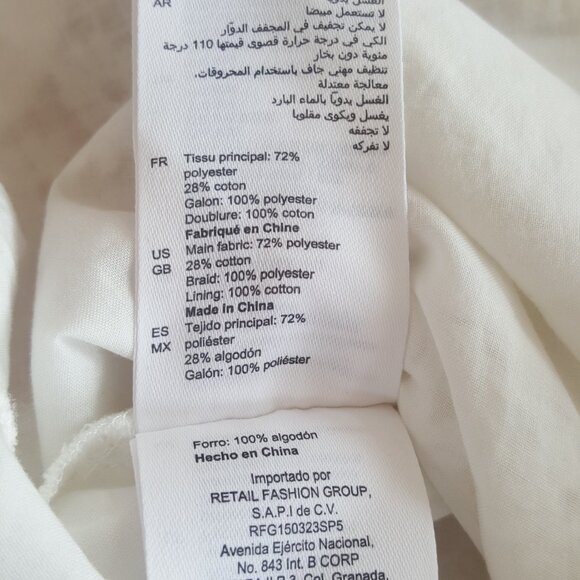 AR
لا تستعمل مبيضا
لا يمكن تجفيف في المجفف الدوّار
الكي في درجة حرارة قصوى قيمتها 110 درجة
مئوية دون بخار
تنظيف مهني جاف باستخدام المحروقات.
معالجة معتدلة
الغسل يدويًا بالماء البارد
يغسل ويكوى مقلوبا
لا تجففه
لا تفركه
FR Tissu principal: 72%
polyester
28% coton
Galon: 100% polyester
Doublure: 100% coton
Fabriqué en Chine
US Main fabric: 72% polyester
GB 28% cotton
Braid: 100% polyester
Lining: 100% cotton
Made in China
ES Tejido principal: 72%
MX poliéster
28% algodón
Galón: 100% poliéster
Forro: 100% algodón
Hecho en China
Importado por
RETAIL FASHION GROUP,
S.A.P.I de C.V.
RFG150323SP5
Avenida Ejército Nacional,
No. 843 Int. B CORP
3, Col. Granada,